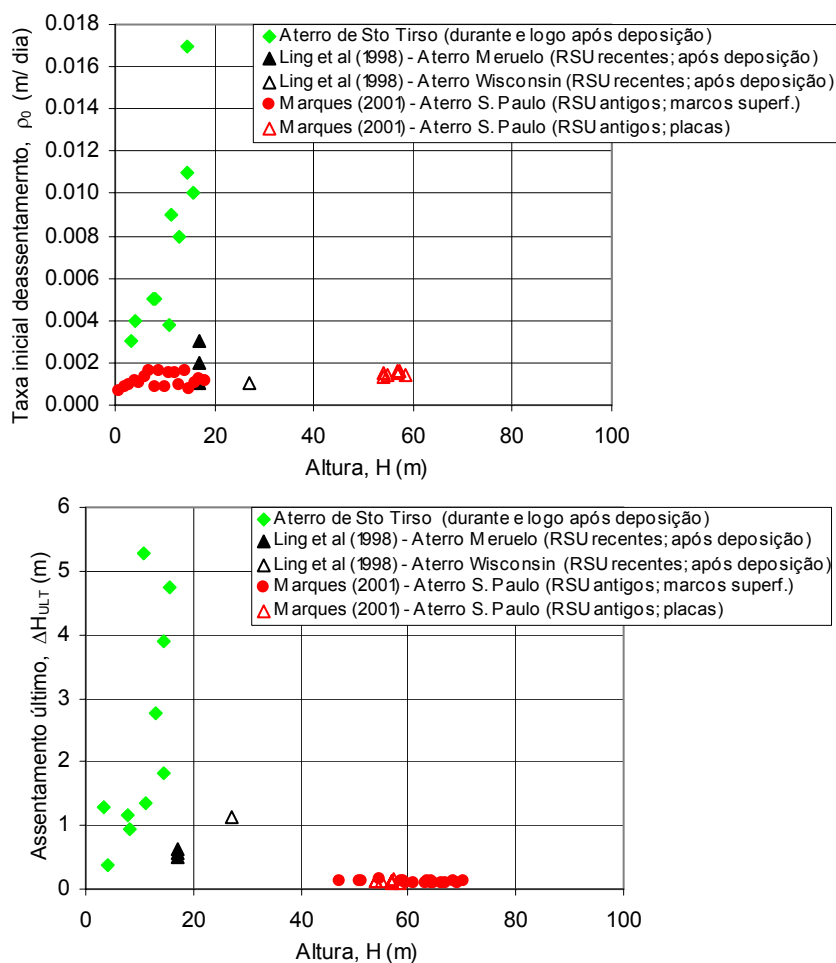 0.018
0.016
0.014
0.012
0.010
0.008
0.006
0.004
0.002
0.000
Taxa inicial deassentamernto, ρ0 (m/ dia)
Aterro de Sto Tirso (durante e logo após deposição)
Ling et al (1998) - Aterro Meruelo (RSU recentes; após deposição)
Ling et al (1998) - Aterro Wisconsin (RSU recentes; após deposição)
Marques (2001) - Aterro S. Paulo (RSU antigos; marcos superf.)
Marques (2001) - Aterro S. Paulo (RSU antigos; placas)
0 20 40 60 80 100
Altura, H (m)
6
5
4
3
2
1
0
Assentamento último, ΔHULT (m)
Aterro de Sto Tirso (durante e logo após deposição)
Ling et al (1998) - Aterro Meruelo (RSU recentes; após deposição)
Ling et al (1998) - Aterro Wisconsin (RSU recentes; após deposição)
Marques (2001) - Aterro S. Paulo (RSU antigos; marcos superf.)
Marques (2001) - Aterro S. Paulo (RSU antigos; placas)
0 20 40 60 80 100
Altura, H (m)